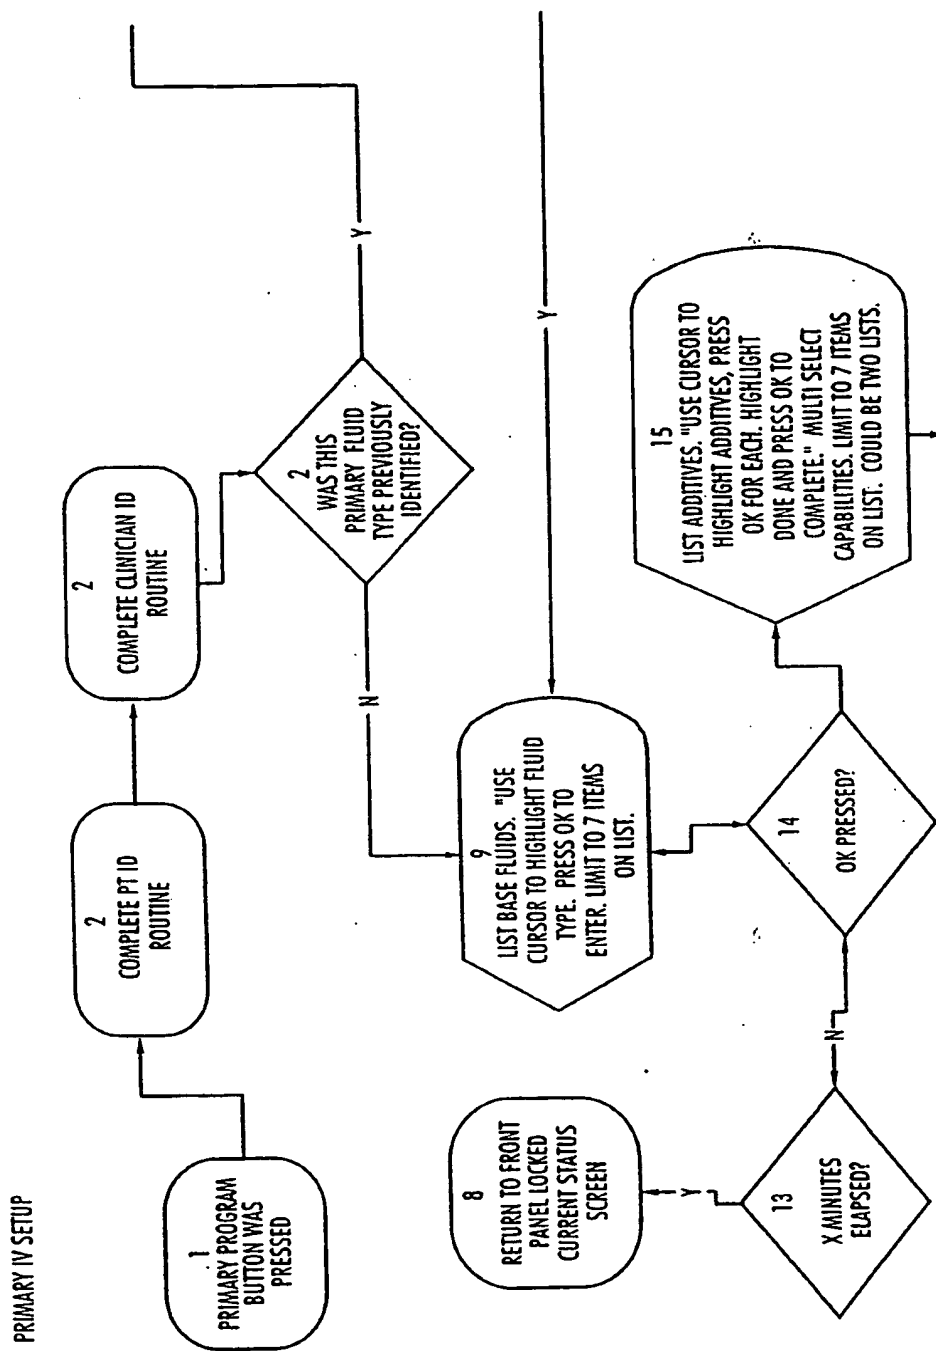 PRIMARY IV SETUP
1
PRIMARY PROGRAM
BUTTON WAS
PRESSED
2
COMPLETE PT ID
ROUTINE
2
COMPLETE CLINICIAN ID
ROUTINE
2
WAS THIS
PRIMARY FLUID
TYPE PREVIOUSLY
IDENTIFIED?
N
Y
8
RETURN TO FRONT
PANEL LOCKED
CURRENT STATUS
SCREEN
9
LIST BASE FLUIDS. "USE
CURSOR TO HIGHLIGHT FLUID
TYPE. PRESS OK TO
ENTER. LIMIT TO 7 ITEMS
ON LIST.
Y
Y
13
X MINUTES
ELAPSED?
N
14
OK PRESSED?
15
LIST ADDITIVES. "USE CURSOR TO
HIGHLIGHT ADDITIVES, PRESS
OK FOR EACH. HIGHLIGHT
DONE AND PRESS OK TO
COMPLETE." MULTI SELECT
CAPABILITIES. LIMIT TO 7 ITEMS
ON LIST. COULD BE TWO LISTS.